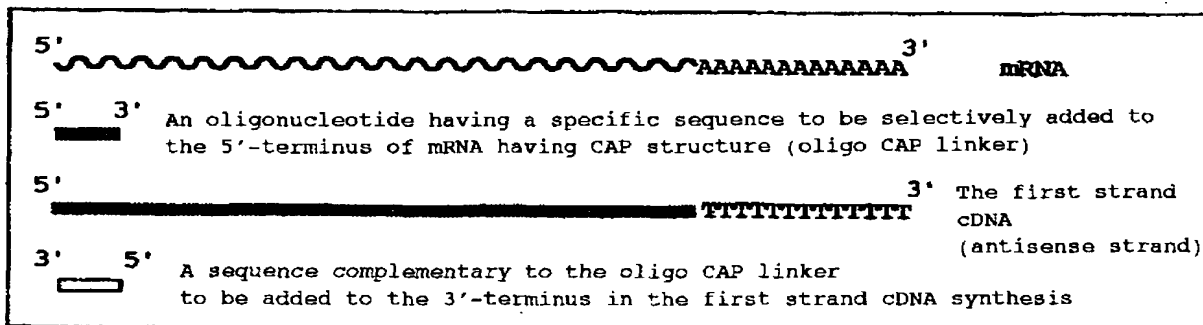 5' 3'
AAAAAAAAAAAAA mRNA
5' 3' An oligonucleotide having a specific sequence to be selectively added to
the 5'-terminus of mRNA having CAP structure (oligo CAP linker)
5' 3' The first strand
TTTTTTTTTTTTT cDNA
(antisense strand)
3' 5' A sequence complementary to the oligo CAP linker
to be added to the 3'-terminus in the first strand cDNA synthesis